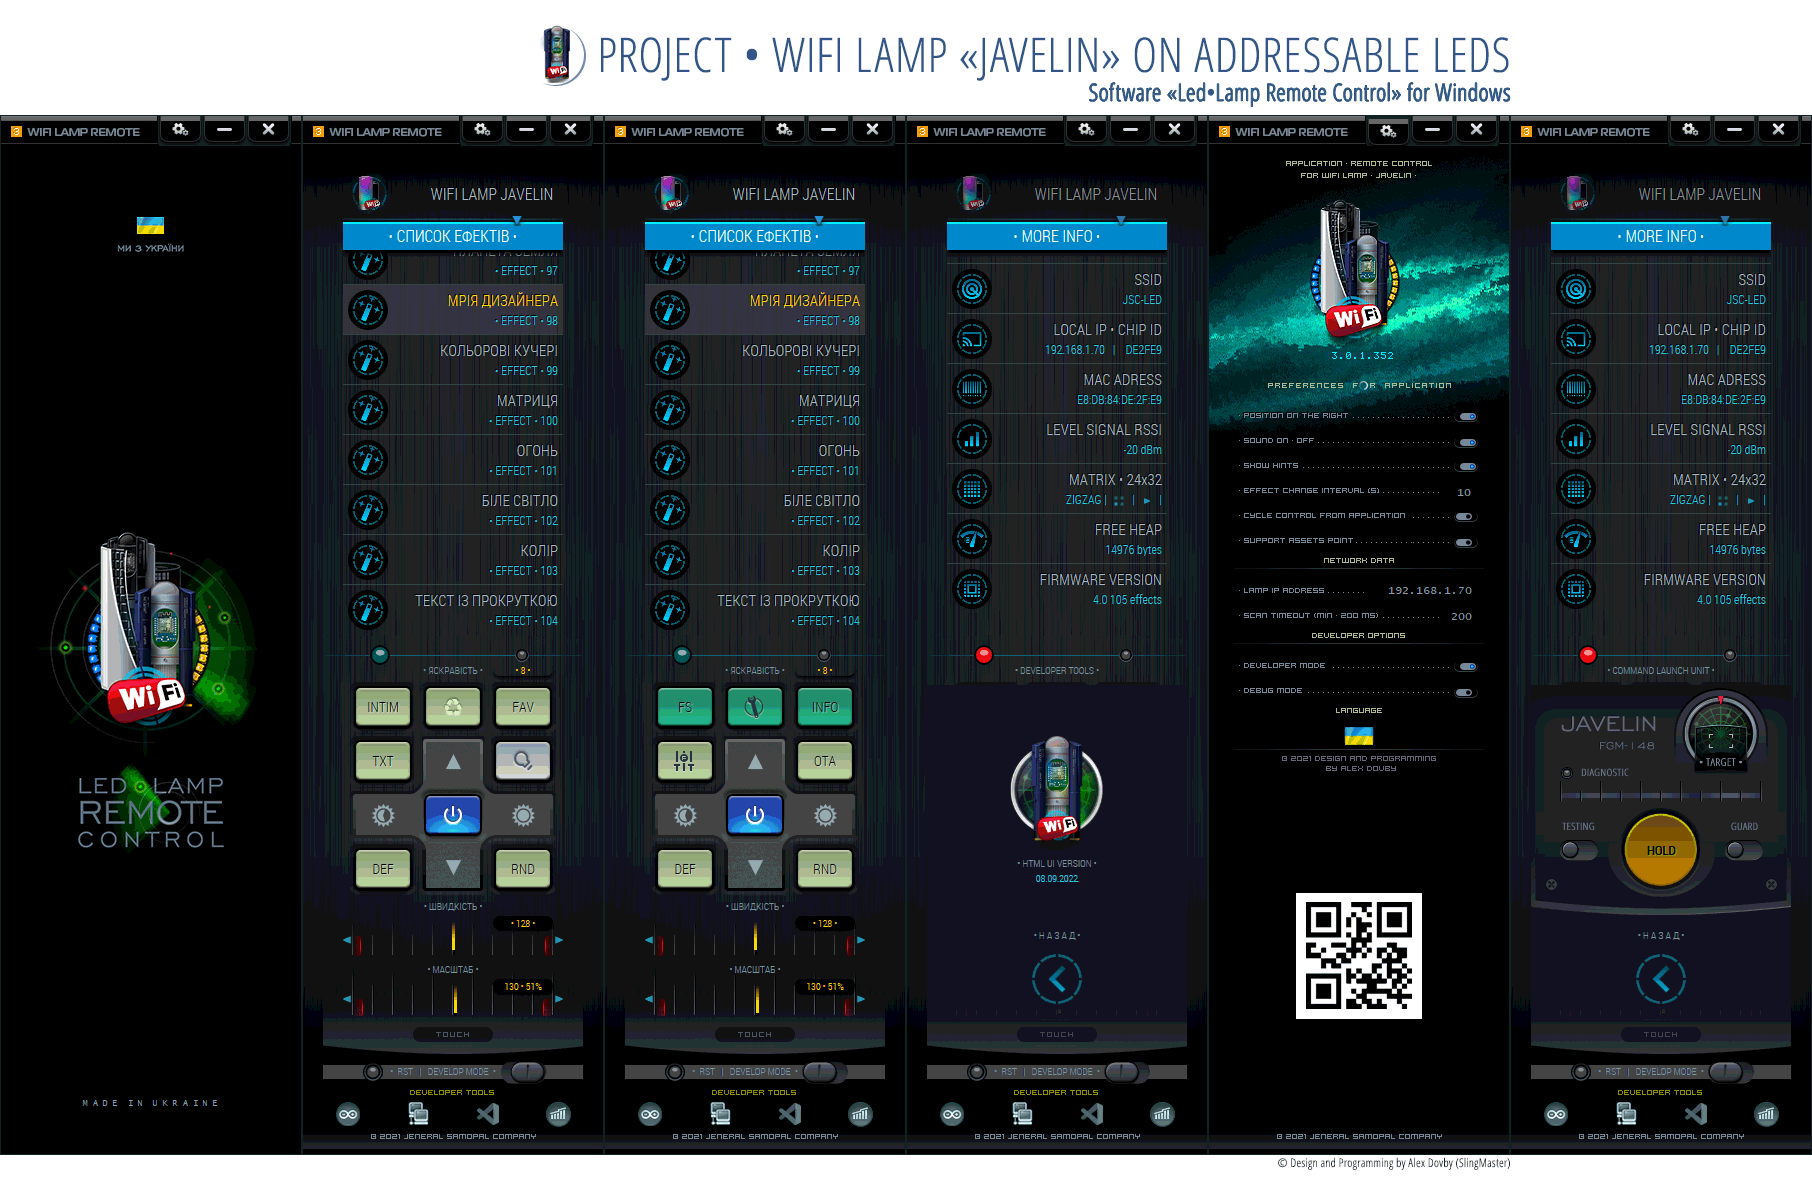 PROJECT • WIFI LAMP «JAVELIN» ON ADDRESSABLE LEDS
Software «Led•Lamp Remote Control» for Windows
3 WIFI LAMP REMOTE
МИ З УКРАЇНИ
WiFi
LED LAMP
REMOTE
CONTROL
MADE IN UKRAINE
3 WIFI LAMP REMOTE
WIFI LAMP JAVELIN
• СПИСОК ЕФЕКТІВ •
ПЛАНЕТА ЗЕМЛЯ
• EFFECT • 97
МРІЯ ДИЗАЙНЕРА
• EFFECT • 98
КОЛЬОРОВІ КУЧЕРІ
• EFFECT • 99
МАТРИЦЯ
• EFFECT • 100
ОГОНЬ
• EFFECT • 101
БІЛЕ СВІТЛО
• EFFECT • 102
КОЛІР
• EFFECT • 103
ТЕКСТ ІЗ ПРОКРУТКОЮ
• EFFECT • 104
• ЯСКРАВІСТЬ •
• 8 •
INTIM
FAV
TXT
DEF
RND
• ШВИДКІСТЬ •
• 128 •
• МАСШТАБ •
130 • 51%
TOUCH
• RST | DEVELOP MODE •
DEVELOPER TOOLS
© 2021 JENERAL SAMOPAL COMPANY
3 WIFI LAMP REMOTE
WIFI LAMP JAVELIN
• СПИСОК ЕФЕКТІВ •
ПЛАНЕТА ЗЕМЛЯ
• EFFECT • 97
МРІЯ ДИЗАЙНЕРА
• EFFECT • 98
КОЛЬОРОВІ КУЧЕРІ
• EFFECT • 99
МАТРИЦЯ
• EFFECT • 100
ОГОНЬ
• EFFECT • 101
БІЛЕ СВІТЛО
• EFFECT • 102
КОЛІР
• EFFECT • 103
ТЕКСТ ІЗ ПРОКРУТКОЮ
• EFFECT • 104
• ЯСКРАВІСТЬ •
• 8 •
FS
INFO
OTA
DEF
RND
• ШВИДКІСТЬ •
• 128 •
• МАСШТАБ •
130 • 51%
TOUCH
• RST | DEVELOP MODE •
DEVELOPER TOOLS
© 2021 JENERAL SAMOPAL COMPANY
3 WIFI LAMP REMOTE
WIFI LAMP JAVELIN
• MORE INFO •
SSID
JSC-LED
LOCAL IP • CHIP ID
192.168.1.70 | DE2FE9
MAC ADRESS
E8:DB:84:DE:2F:E9
LEVEL SIGNAL RSSI
-20 dBm
MATRIX • 24x32
ZIGZAG |
FREE HEAP
14976 bytes
FIRMWARE VERSION
4.0 105 effects
• DEVELOPER TOOLS •
WiFi
• HTML UI VERSION •
08.09.2022
• НАЗАД •
TOUCH
• RST | DEVELOP MODE •
DEVELOPER TOOLS
© 2021 JENERAL SAMOPAL COMPANY
3 WIFI LAMP REMOTE
APPLICATION · REMOTE CONTROL
FOR WIFI LAMP · JAVELIN ·
WiFi
3.0.1.352
PREFERENCES FOR APPLICATION
· POSITION ON THE RIGHT
· SOUND ON · OFF
· SHOW HINTS
· EFFECT CHANGE INTERVAL (S) 10
· CYCLE CONTROL FROM APPLICATION
· SUPPORT ASSETS POINT
NETWORK DATA
· LAMP IP ADDRESS 192.168.1.70
· SCAN TIMEOUT (MIN · 200 MS) 200
DEVELOPER OPTIONS
· DEVELOPER MODE
· DEBUG MODE
LANGUAGE
© 2021 DESIGN AND PROGRAMMING
BY ALEX DOVBY
© 2021 JENERAL SAMOPAL COMPANY
3 WIFI LAMP REMOTE
WIFI LAMP JAVELIN
• MORE INFO •
SSID
JSC-LED
LOCAL IP • CHIP ID
192.168.1.70 | DE2FE9
MAC ADRESS
E8:DB:84:DE:2F:E9
LEVEL SIGNAL RSSI
-20 dBm
MATRIX • 24x32
ZIGZAG |
FREE HEAP
14976 bytes
FIRMWARE VERSION
4.0 105 effects
• COMMAND LAUNCH UNIT •
JAVELIN
FGM-148
• TARGET •
DIAGNOSTIC
TESTING
GUARD
HOLD
• НАЗАД •
TOUCH
• RST | DEVELOP MODE •
DEVELOPER TOOLS
© 2021 JENERAL SAMOPAL COMPANY
© Design and Programming by Alex Dovby (SlingMaster)